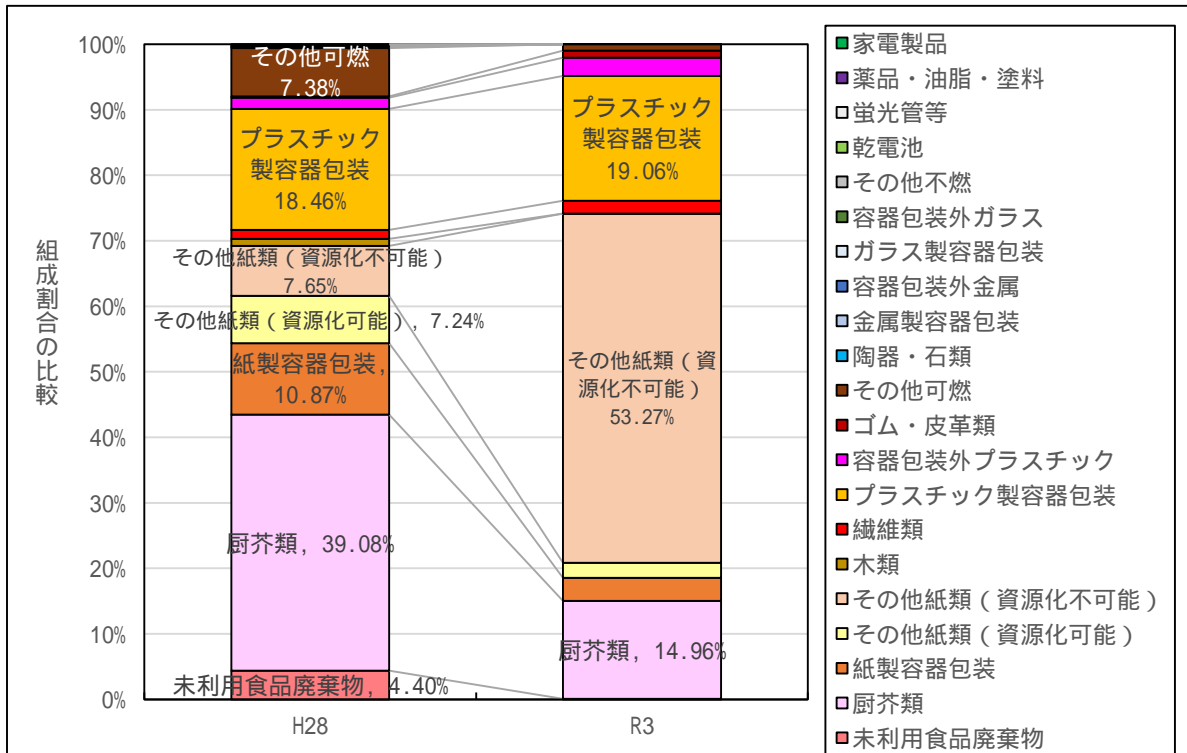 100%
90%
80%
70%
60%
50%
40%
30%
20%
10%
0%
組成割合の比較
その他可燃
7.38%
プラスチック
製容器包装
18.46%
その他紙類(資源化不可能)
7.65%
その他紙類(資源化可能), 7.24%
紙製容器包装,
10.87%
厨芥類, 39.08%
未利用食品廃棄物, 4.40%
プラスチック
製容器包装
19.06%
その他紙類(資
源化不可能)
53.27%
厨芥類, 14.96%
H28
R3
家電製品
薬品・油脂・塗料
蛍光管等
乾電池
その他不燃
容器包装外ガラス
ガラス製容器包装
容器包装外金属
金属製容器包装
陶器・石類
その他可燃
ゴム・皮革類
容器包装外プラスチック
プラスチック製容器包装
繊維類
木類
その他紙類(資源化不可能)
その他紙類(資源化可能)
紙製容器包装
厨芥類
未利用食品廃棄物